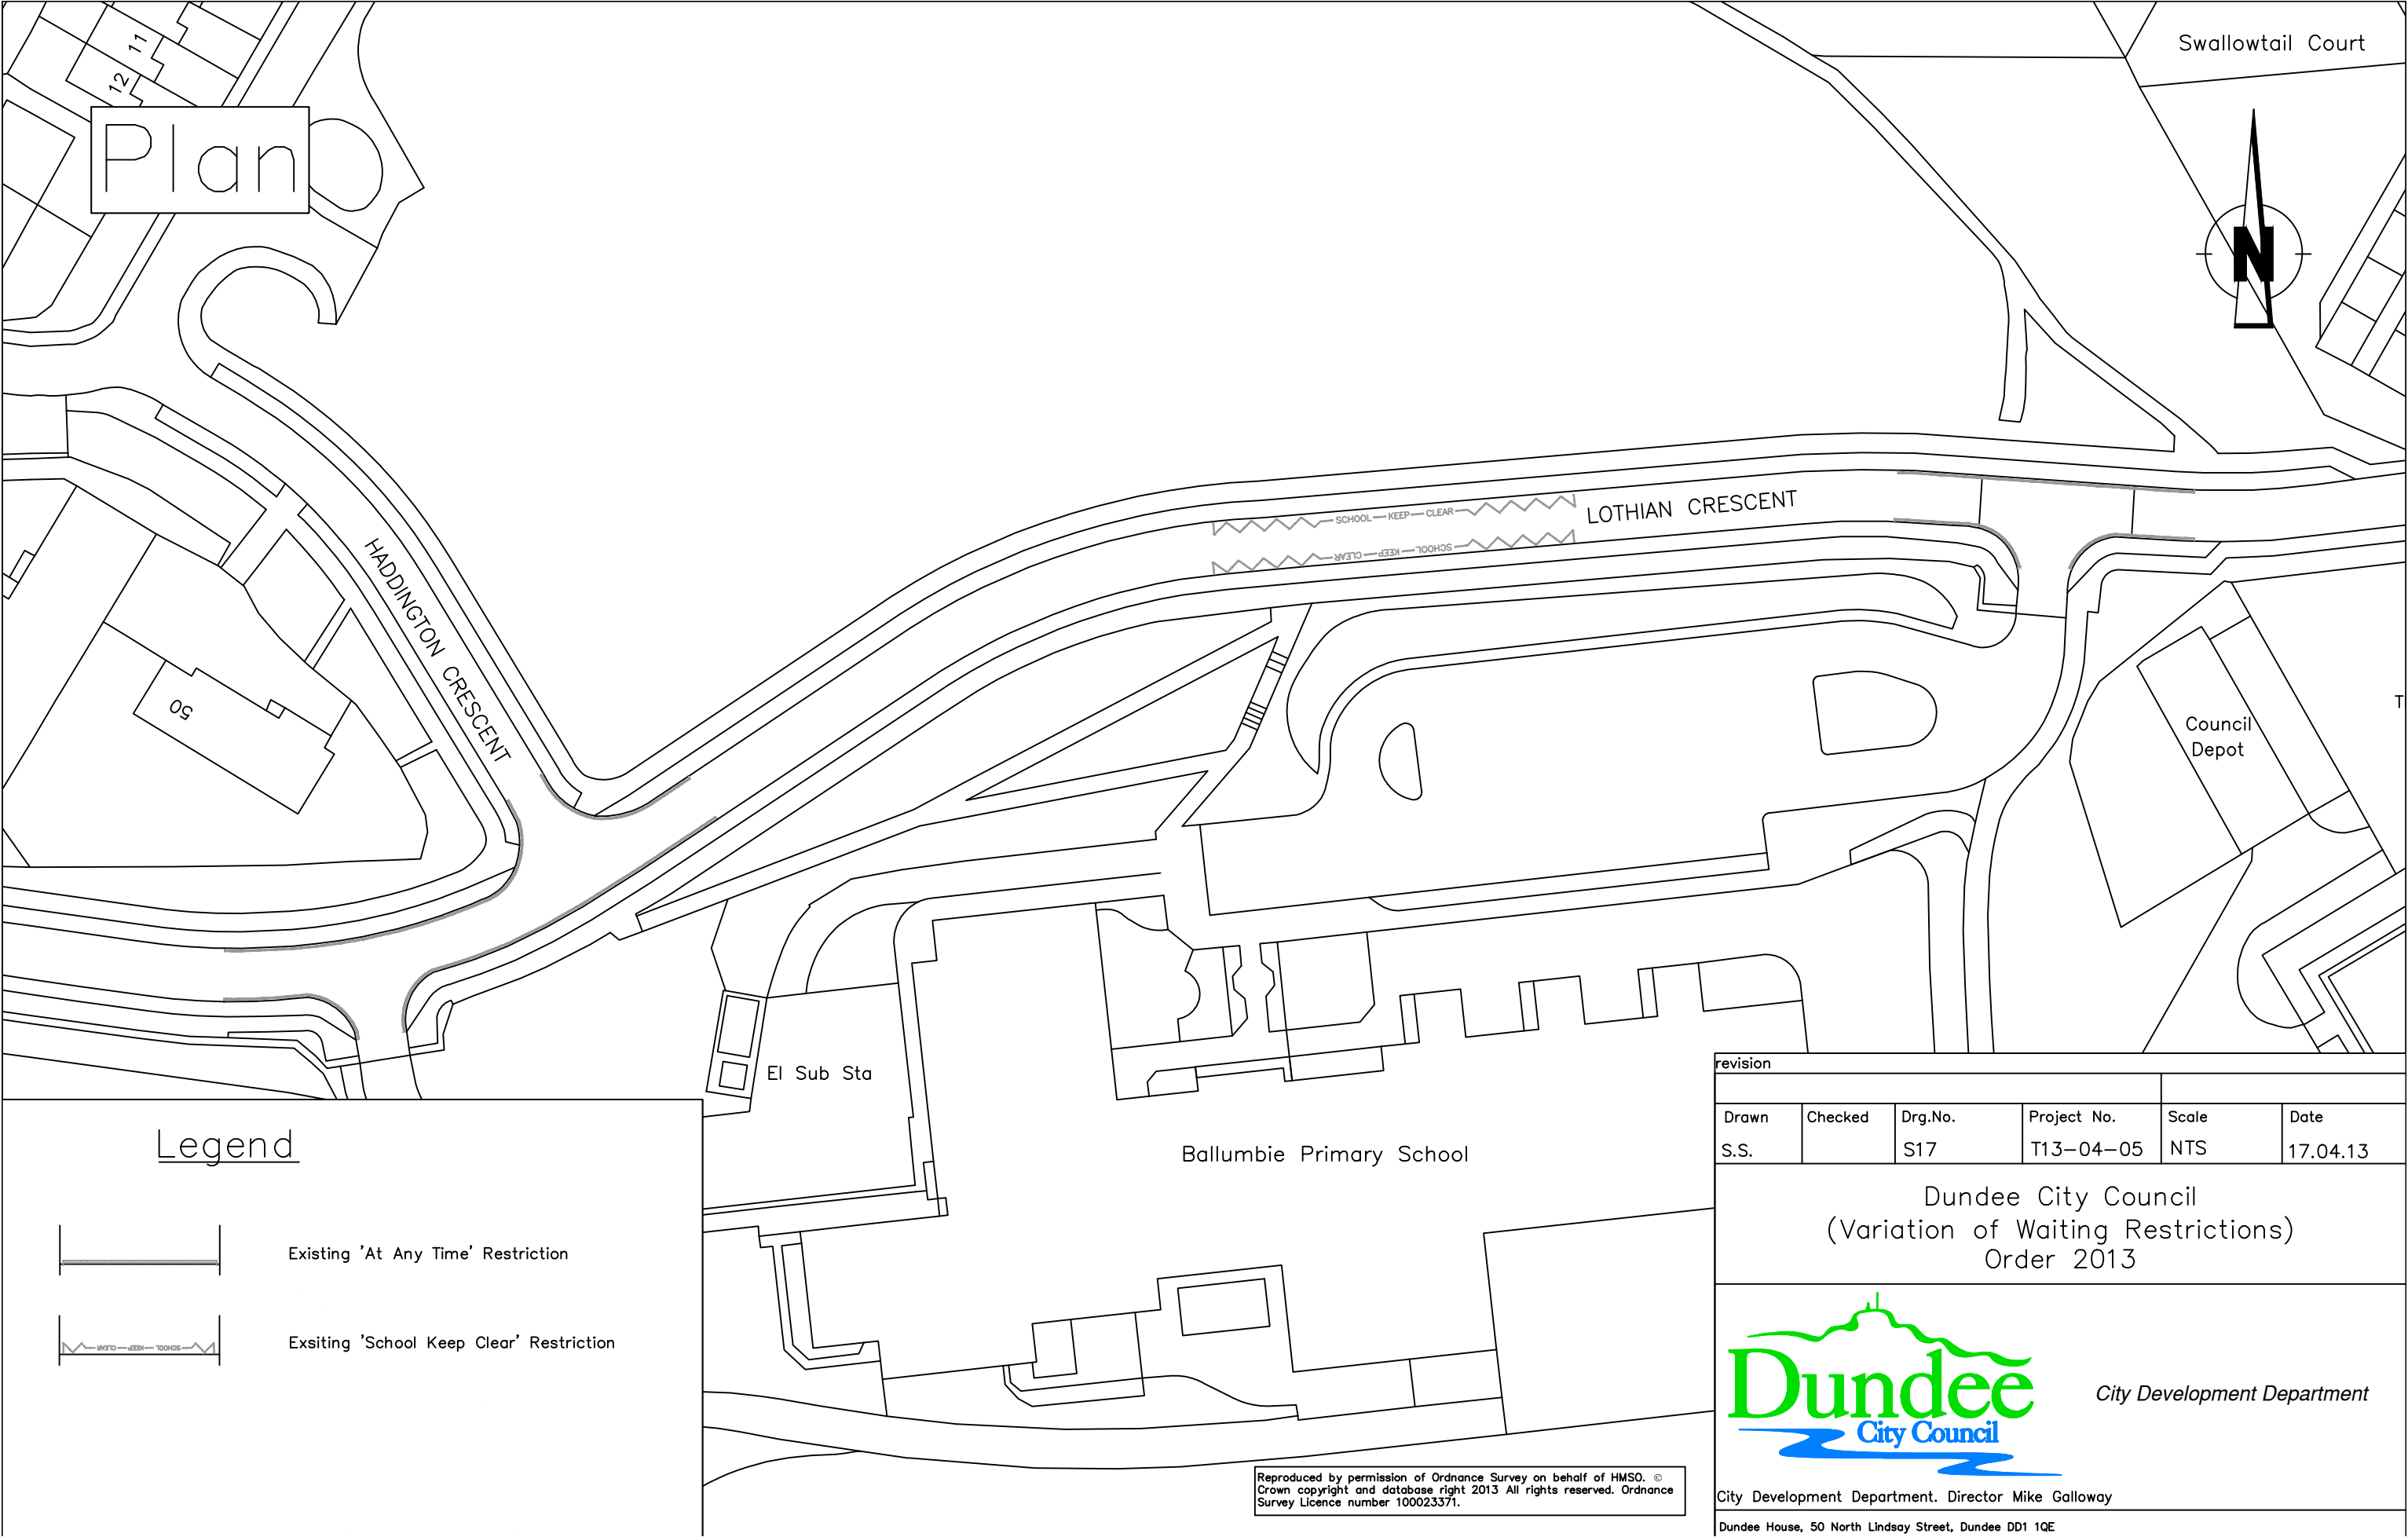 11
12
Plan
Swallowtail Court
N
LOTHIAN CRESCENT
SCHOOL KEEP CLEAR
SCHOOL KEEP CLEAR
HADDINGTON CRESCENT
50
Council
Depot
T
El Sub Sta
Ballumbie Primary School
Legend
Existing 'At Any Time' Restriction
SCHOOL KEEP CLEAR
Exsiting 'School Keep Clear' Restriction
Reproduced by permission of Ordnance Survey on behalf of HMSO. ©
Crown copyright and database right 2013 All rights reserved. Ordnance
Survey Licence number 100023371.
revision
Drawn Checked Drg.No. Project No. Scale Date
S.S. S17 T13-04-05 NTS 17.04.13
Dundee City Council
(Variation of Waiting Restrictions)
Order 2013
Dundee
City Council
City Development Department
City Development Department. Director Mike Galloway
Dundee House, 50 North Lindsay Street, Dundee DD1 1QE